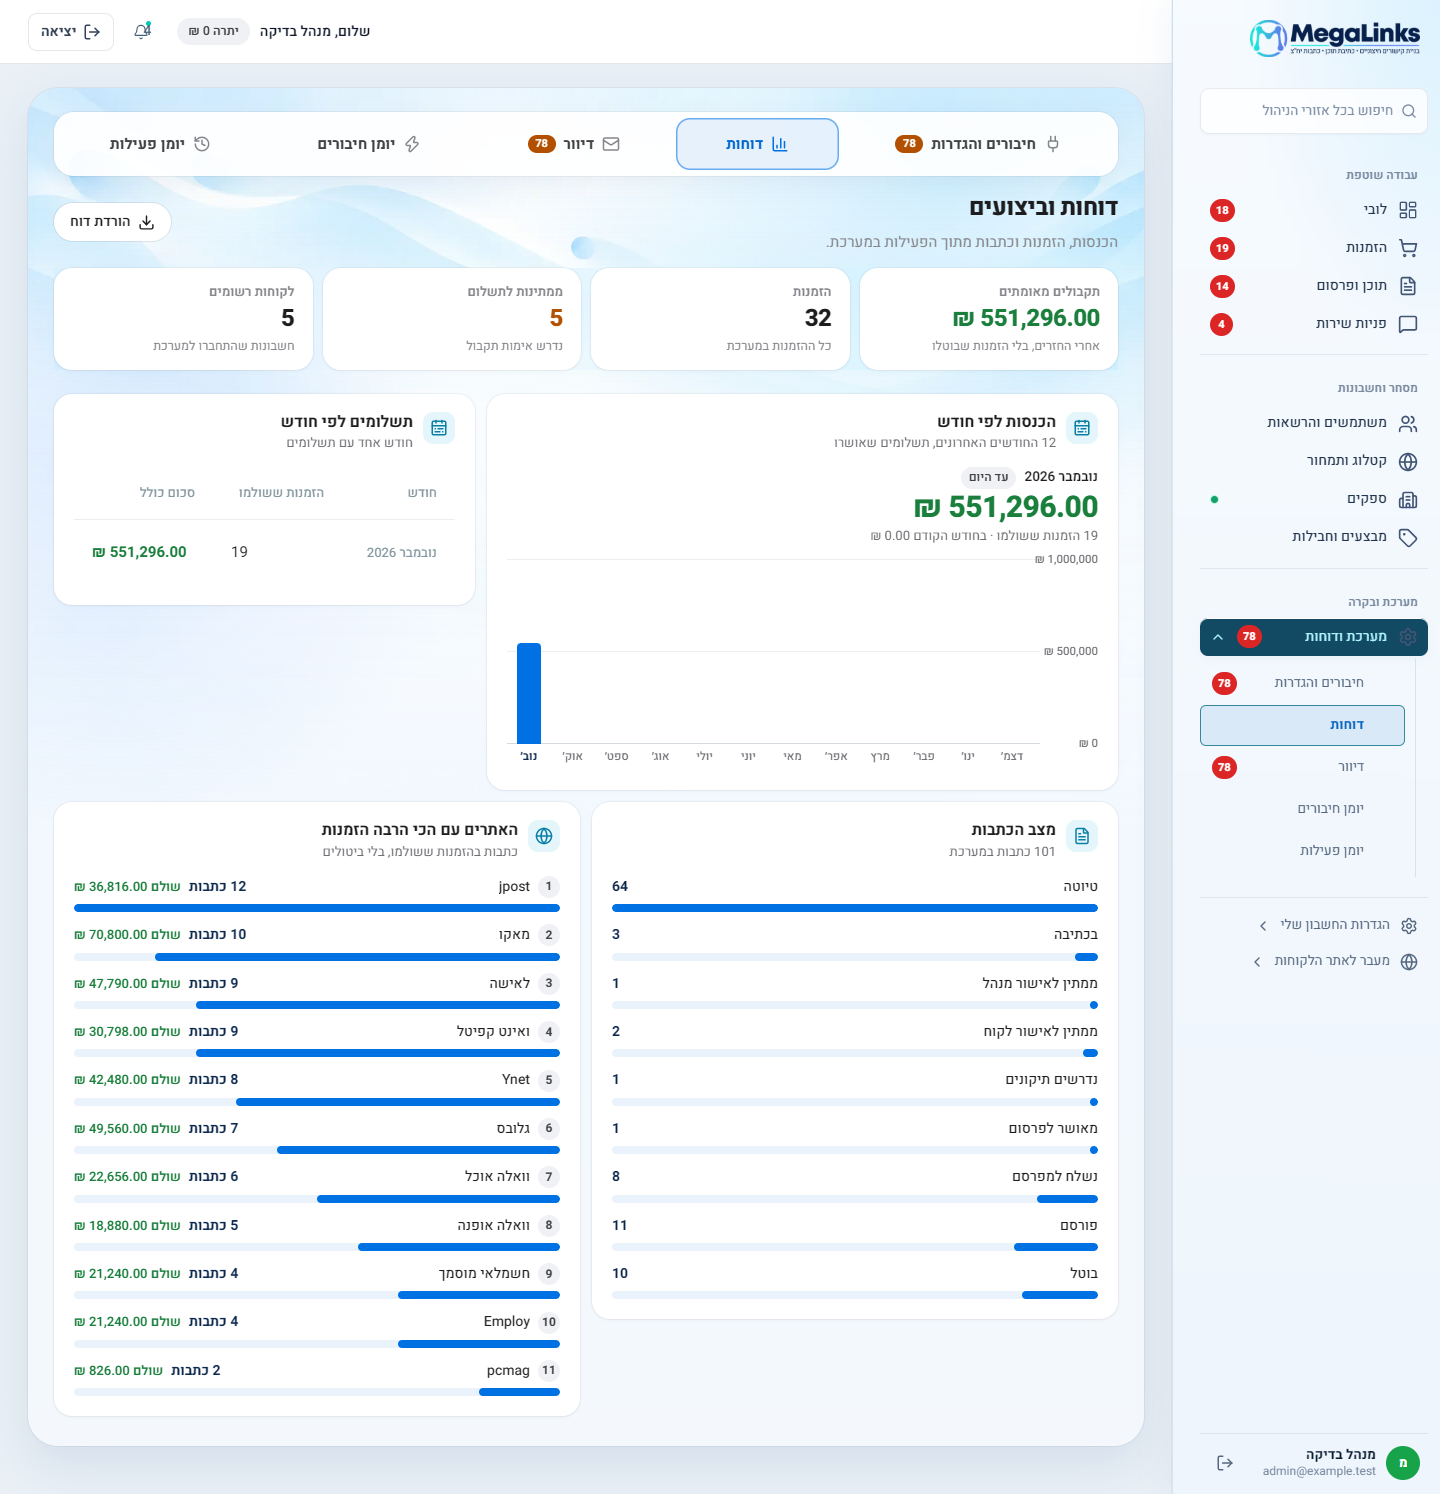 MegaLinks
בניית קישורים חיצוניים • כתיבת תוכן • כתבות יח"צ
חיפוש בכל אזורי הניהול
עבודה שוטפת
לובי 18
הזמנות 19
תוכן ופרסום 14
פניות שירות 4
מסחר וחשבונות
משתמשים והרשאות
קטלוג ותמחור
ספקים
מבצעים וחבילות
מערכת ובקרה
מערכת ודוחות 78
חיבורים והגדרות 78
דוחות
דיוור 78
יומן חיבורים
יומן פעילות
הגדרות החשבון שלי
מעבר לאתר הלקוחות
מ
מנהל בדיקה
admin@example.test
שלום, מנהל בדיקה
יתרה 0 ₪
4
יציאה
חיבורים והגדרות 78
דוחות
דיוור 78
יומן חיבורים
יומן פעילות
דוחות וביצועים
הכנסות, הזמנות וכתבות מתוך הפעילות במערכת.
הורדת דוח
תקבולים מאומתים
551,296.00 ₪
אחרי החזרים, בלי הזמנות שבוטלו
הזמנות
32
כל ההזמנות במערכת
ממתינות לתשלום
5
נדרש אימות תקבול
לקוחות רשומים
5
חשבונות שהתחברו למערכת
הכנסות לפי חודש
12 החודשים האחרונים, תשלומים שאושרו
נובמבר 2026 עד היום
551,296.00 ₪
19 הזמנות ששולמו · בחודש הקודם 0.00 ₪
1,000,000 ₪
500,000 ₪
0 ₪
דצמ׳ ינו׳ פבר׳ מרץ אפר׳ מאי יוני יולי אוג׳ ספט׳ אוק׳ נוב׳
תשלומים לפי חודש
חודש אחד עם תשלומים
חודש הזמנות ששולמו סכום כולל
נובמבר 2026 19 551,296.00 ₪
מצב הכתבות
101 כתבות במערכת
טיוטה 64
בכתיבה 3
ממתין לאישור מנהל 1
ממתין לאישור לקוח 2
נדרשים תיקונים 1
מאושר לפרסום 1
נשלח למפרסם 8
פורסם 11
בוטל 10
האתרים עם הכי הרבה הזמנות
כתבות בהזמנות ששולמו, בלי ביטולים
1 jpost 12 כתבות שולם 36,816.00 ₪
2 מאקו 10 כתבות שולם 70,800.00 ₪
3 לאישה 9 כתבות שולם 47,790.00 ₪
4 ואינט קפיטל 9 כתבות שולם 30,798.00 ₪
5 Ynet 8 כתבות שולם 42,480.00 ₪
6 גלובס 7 כתבות שולם 49,560.00 ₪
7 וואלה אוכל 6 כתבות שולם 22,656.00 ₪
8 וואלה אופנה 5 כתבות שולם 18,880.00 ₪
9 חשמלאי מוסמך 4 כתבות שולם 21,240.00 ₪
10 Employ 4 כתבות שולם 21,240.00 ₪
11 pcmag 2 כתבות שולם 826.00 ₪